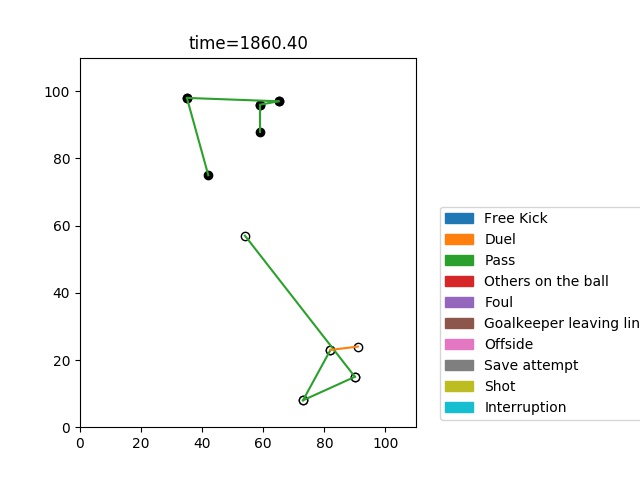 time=1860.40
100
80
60
40
20
0
0 20 40 60 80 100
Free Kick
Duel
Pass
Others on the ball
Foul
Goalkeeper leaving lin
Offside
Save attempt
Shot
Interruption